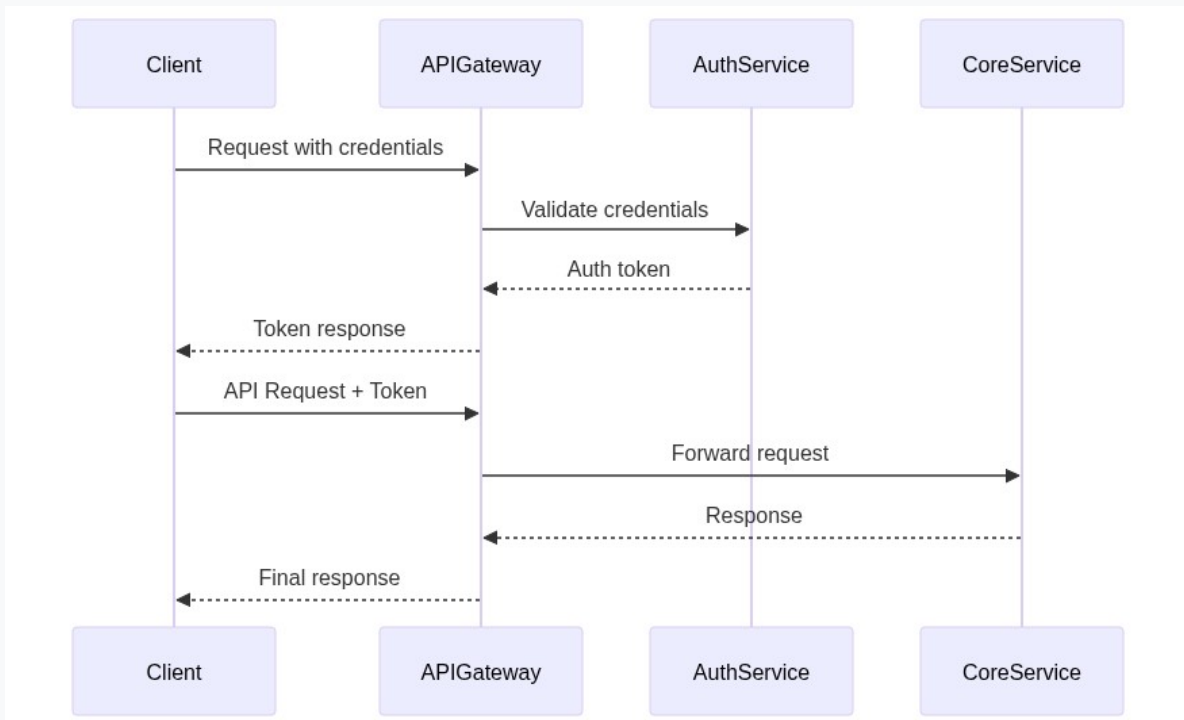 Client APIGateway AuthService CoreService
Request with credentials
Validate credentials
Auth token
Token response
API Request + Token
Forward request
Response
Final response
Client APIGateway AuthService CoreService